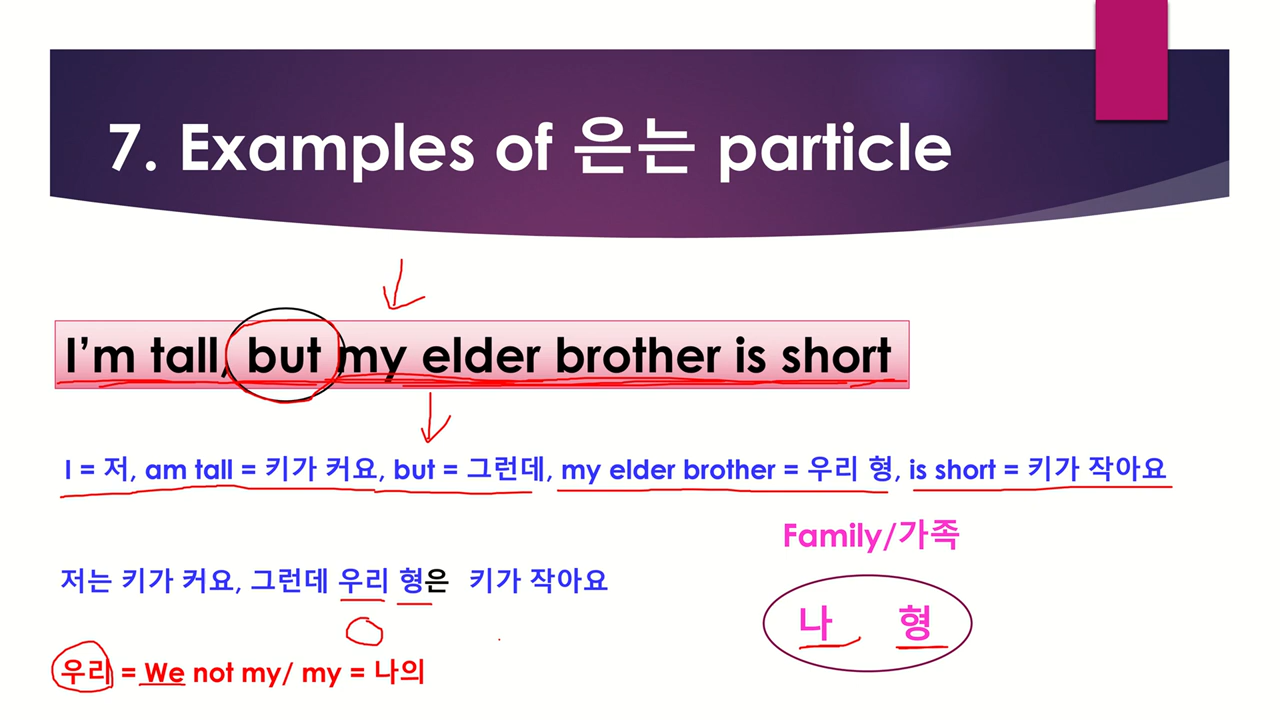 7. Examples of 은는 particle
I'm tall, but my elder brother is short
I = 저, am tall = 키가 커요, but = 그런데, my elder brother = 우리 형, is short = 키가 작아요
Family/가족
저는 키가 커요, 그런데 우리 형은 키가 작아요
나 형
우리 = We not my/ my = 나의